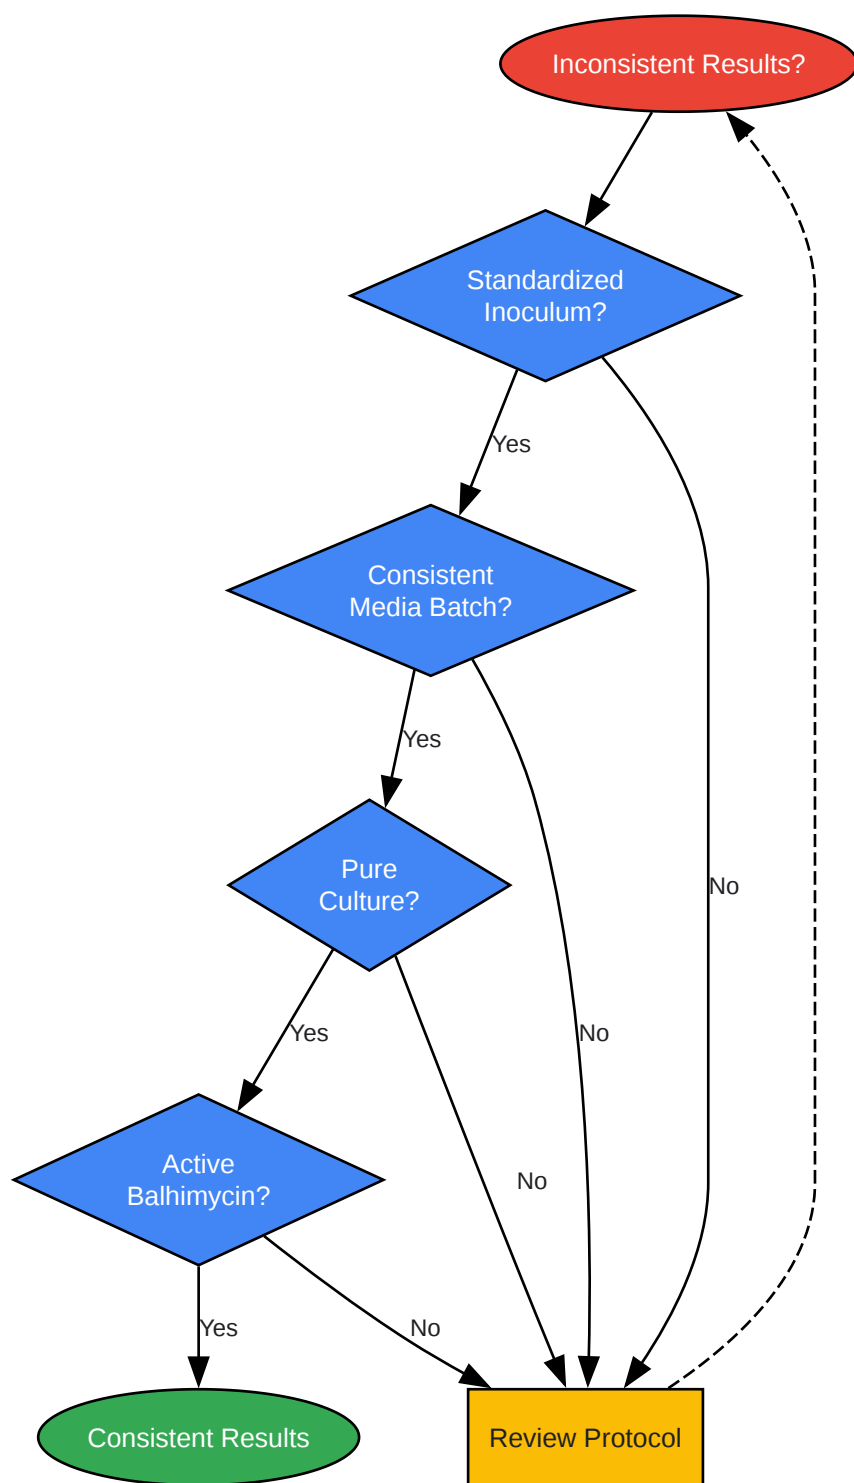 Inconsistent Results?
Standardized
Inoculum?
Yes
Consistent
Media Batch?
Yes
Pure
Culture?
No
Yes
No
Active
Balhimycin?
No
Yes
No
Consistent Results
Review Protocol